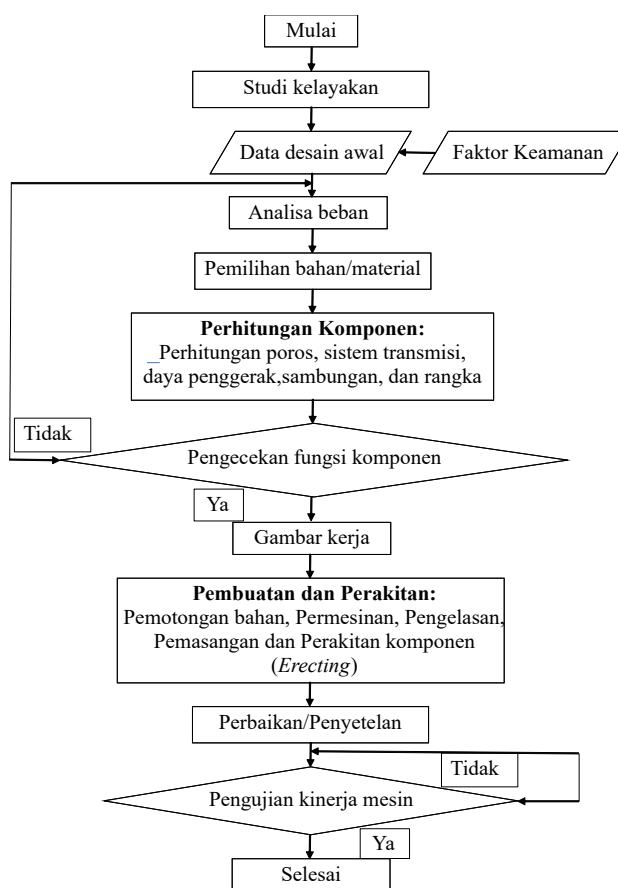 Mulai
Studi kelayakan
Data desain awal
Faktor Keamanan
Analisa beban
Pemilihan bahan/material
Perhitungan Komponen:
Perhitungan poros, sistem transmisi,
daya penggerak,sambungan, dan rangka
Tidak
Pengecekan fungsi komponen
Ya
Gambar kerja
Pembuatan dan Perakitan:
Pemotongan bahan, Permesinan, Pengelasan,
Pemasangan dan Perakitan komponen
(Erecting)
Perbaikan/Penyetelan
Tidak
Pengujian kinerja mesin
Ya
Selesai